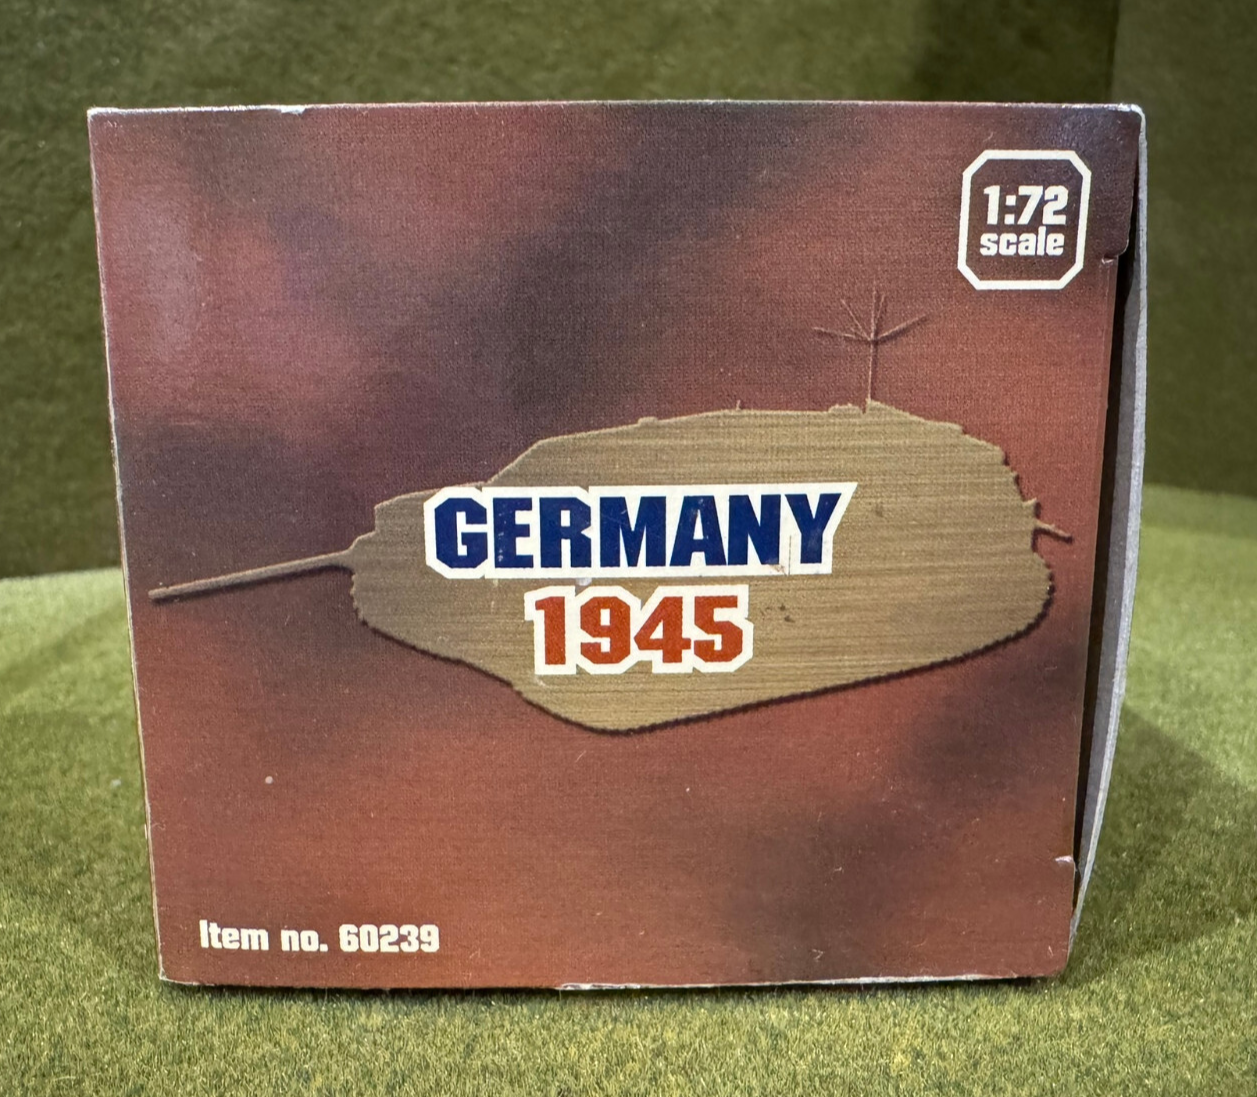 1:72
scale
GERMANY
1945
Item no. 60239